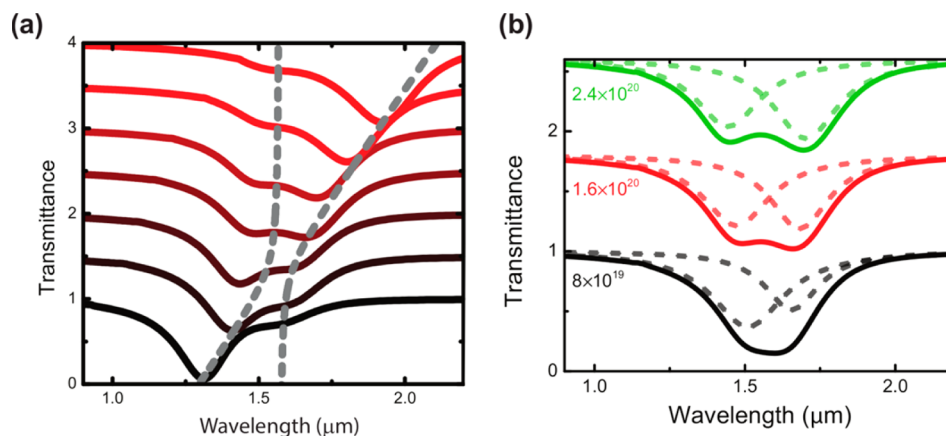 (a)
Transmittance
4
3
2
1
0
1.0
1.5
2.0
Wavelength (μm)
(b)
Transmittance
2
1
0
2.4×10²⁰
1.6×10²⁰
8×10¹⁹
1.0
1.5
2.0
Wavelength (μm)